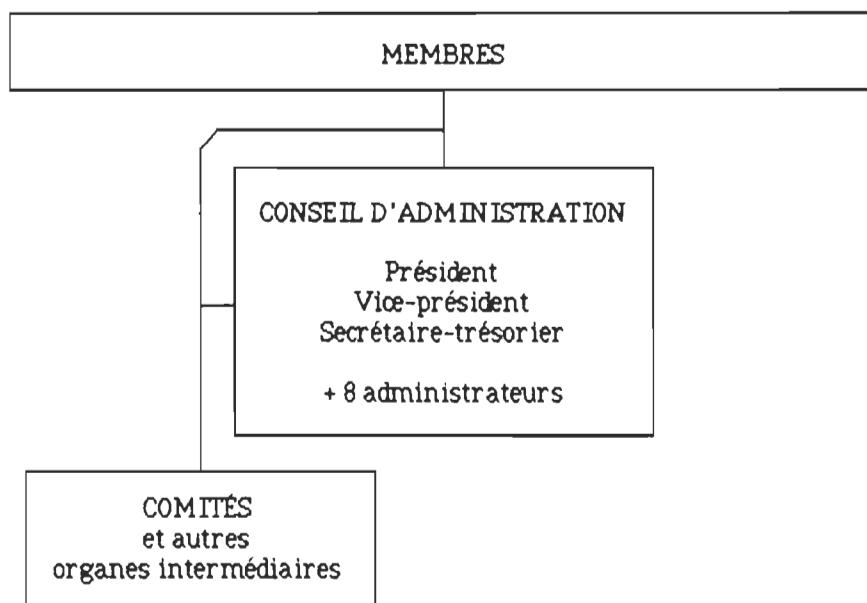 MEMBRES
CONSEIL D'ADMINISTRATION
Président
Vice-président
Secrétaire-trésorier
+ 8 administrateurs
COMITÉS
et autres
organes intermédiaires